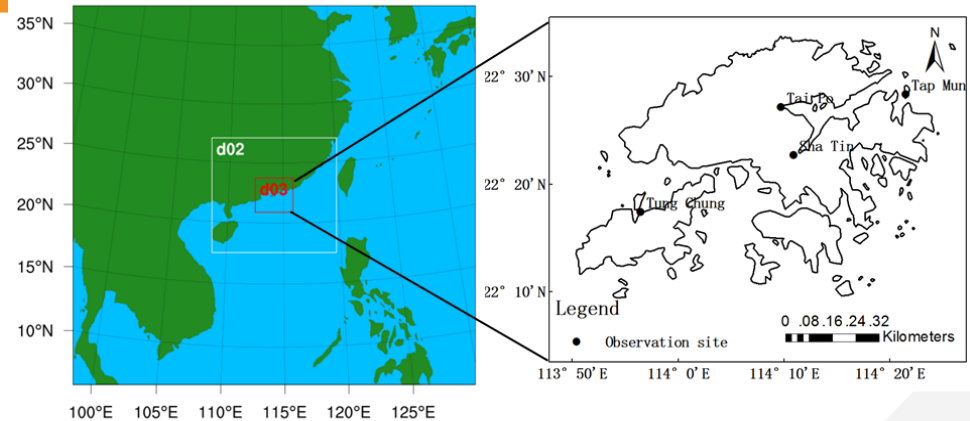 35°N
30°N
25°N
20°N
15°N
10°N
100°E 105°E 110°E 115°E 120°E 125°E
d02
d03
22° 30′N
22° 20′N
22° 10′N
113° 50′E 114° 0′E 114° 10′E 114° 20′E
N
Tap Mun
Tai Po
Sha Tin
Tung Chung
Legend
Observation site
0 .08.16.24.32
Kilometers